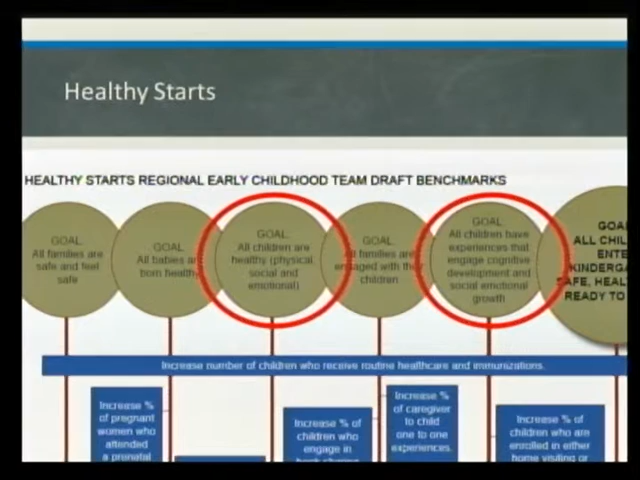 Healthy Starts
HEALTHY STARTS REGIONAL EARLY CHILDHOOD TEAM DRAFT BENCHMARKS
GOAL:
All families are
safe and feel
safe
GOAL:
All babies are
born healthy
GOAL:
All children are
healthy (physical
social and
emotional)
GOAL:
All families are
engaged with their
children
GOAL:
All children have
experiences that
engage cognitive
development and
social emotional
growth
GOA
ALL CHIL
ENTE
KINDERGA
SAFE, HEAL
READY TO
Increase number of children who receive routine healthcare and immunizations.
Increase %
of pregnant
women who
attended
a prenatal
Increase % of
children who
engage in
Increase %
of caregiver
to child
one to one
experiences.
Increase % of
children who are
enrolled in either
home visiting or